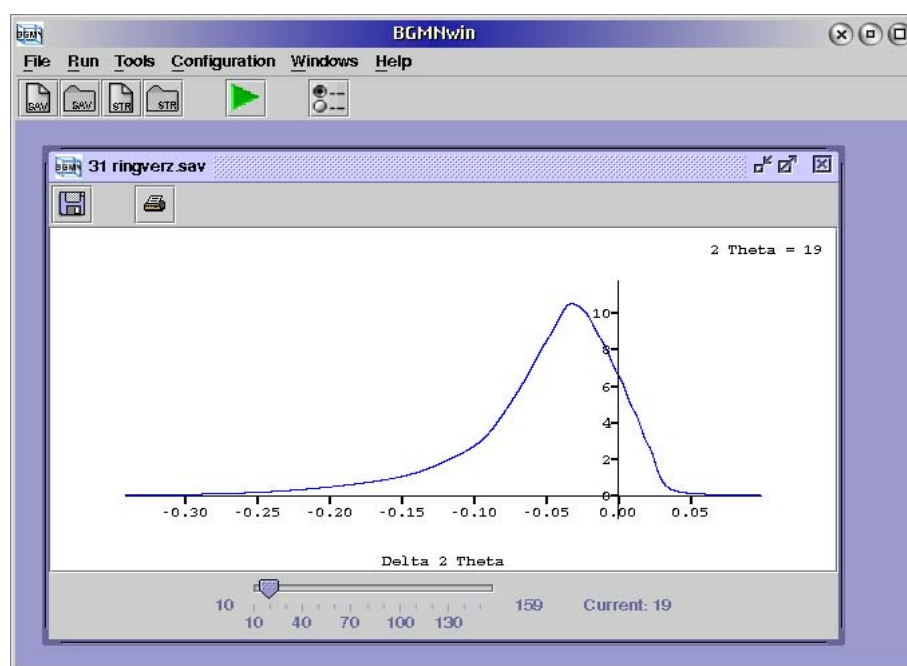 BGMN BGMNwin
File Run Tools Configuration Windows Help
SAV SAV STR STR
BGMN 31 ringverz.sav
2 Theta = 19
10
8
6
4
2
0
-0.30 -0.25 -0.20 -0.15 -0.10 -0.05 0.00 0.05
Delta 2 Theta
10 159 Current: 19
10 40 70 100 130